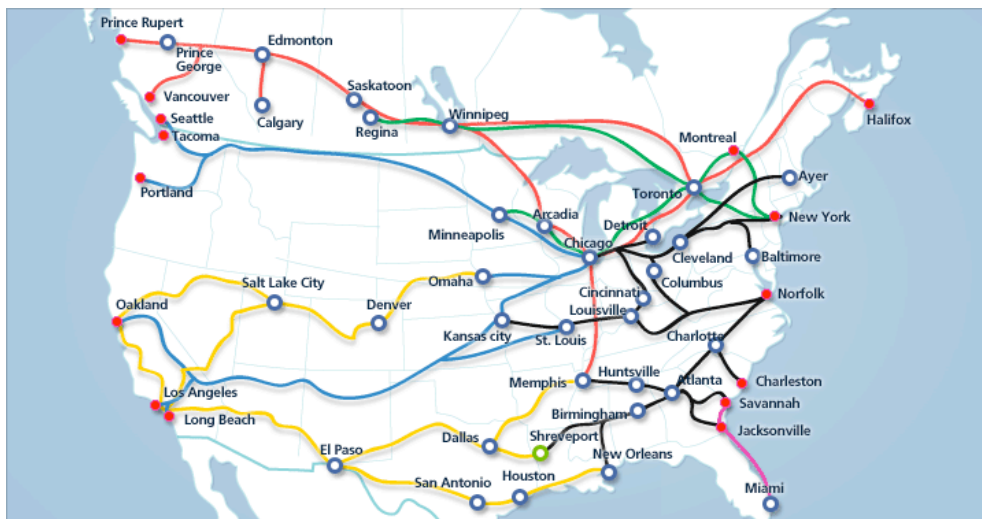 Prince Rupert
Prince
George
Edmonton
Vancouver
Seattle
Tacoma
Calgary
Saskatoon
Regina
Winnipeg
Portland
Montreal
Halifox
Toronto
Ayer
Minneapolis
Arcadia
Chicago
Detroit
New York
Cleveland
Baltimore
Columbus
Omaha
Salt Lake City
Denver
Oakland
Cincinnati
Louisville
Norfolk
Kansas city
St. Louis
Charlotte
Memphis
Huntsville
Atlanta
Charleston
Los Angeles
Long Beach
Birmingham
Savannah
Jacksonville
Dallas
Shreveport
El Paso
New Orleans
San Antonio
Houston
Miami